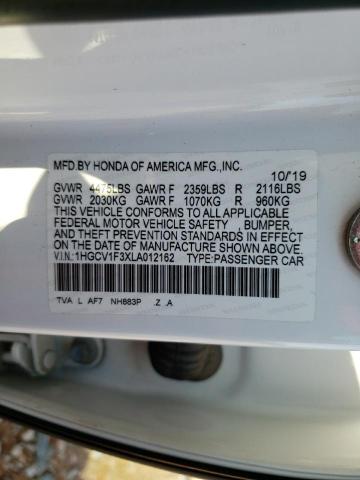 MFD BY HONDA OF AMERICA MFG.,INC. 10/19
GVWR 4475LBS GAWR F 2359LBS R 2116LBS
GVWR 2030KG GAWR F 1070KG R 960KG
THIS VEHICLE CONFORMS TO ALL APPLICABLE
FEDERAL MOTOR VEHICLE SAFETY , BUMPER,
AND THEFT PREVENTION STANDARDS IN EFFECT
ON THE DATE OF MANUFACTURE SHOWN ABOVE.
V.I.N.:1HGCV1F3XLA012162 TYPE:PASSENGER CAR
TVA L AF7 NH883P .Z .A